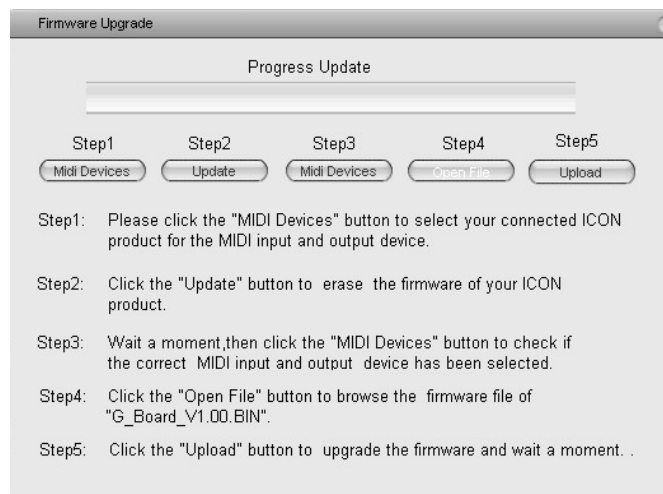 Firmware Upgrade
Progress Update
Step1 Step2 Step3 Step4 Step5
Midi Devices Update Midi Devices Open File Upload
Step1: Please click the "MIDI Devices" button to select your connected ICON
product for the MIDI input and output device.
Step2: Click the "Update" button to erase the firmware of your ICON
product.
Step3: Wait a moment,then click the "MIDI Devices" button to check if
the correct MIDI input and output device has been selected.
Step4: Click the "Open File" button to browse the firmware file of
"G_Board_V1.00.BIN".
Step5: Click the "Upload" button to upgrade the firmware and wait a moment. .